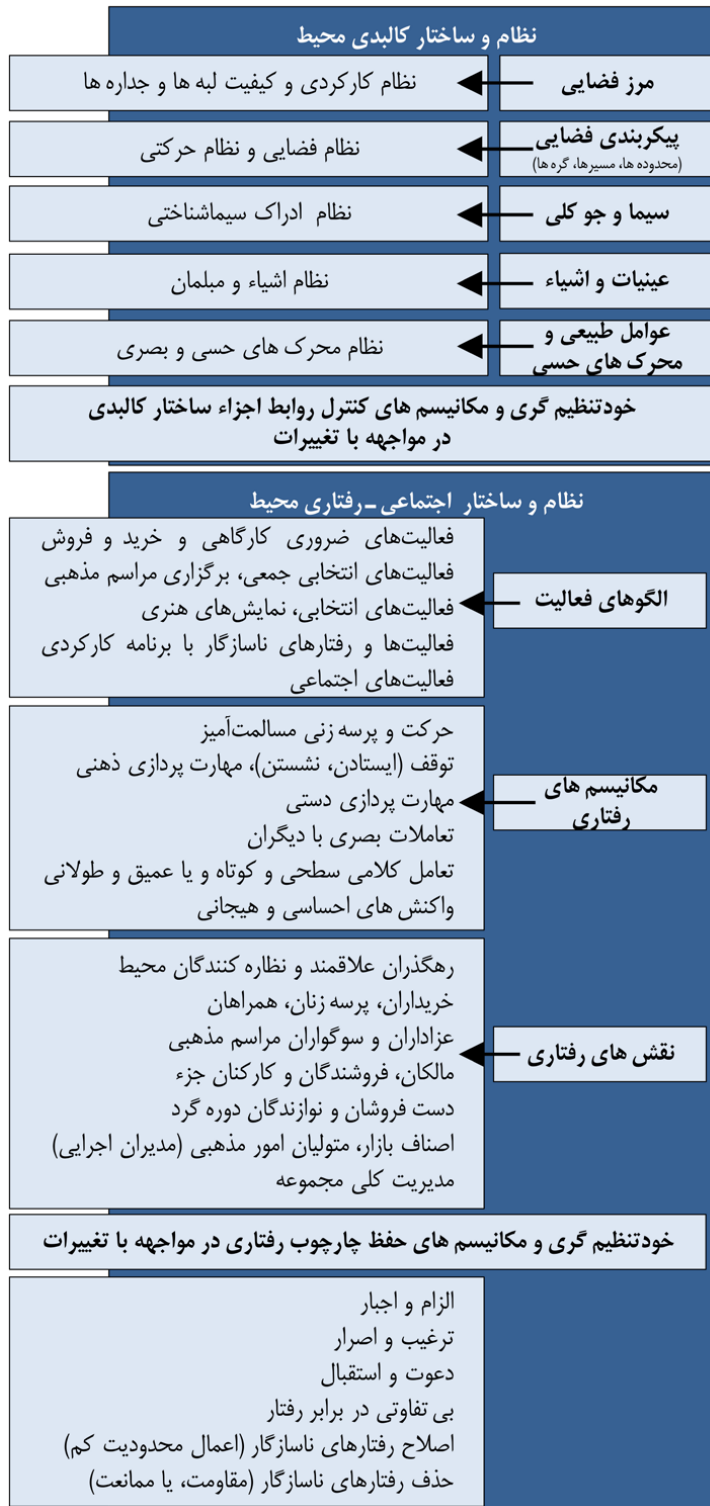 نظام و ساختار کالبدی محیط
مرز فضایی
نظام کارکردی و کیفیت لبه ها و جداره ها
پیکربندی فضایی
(محدوده ها، مسیرها، گره ها)
نظام فضایی و نظام حرکتی
سیما و جو کلی
نظام ادراک سیماشناختی
عینیات و اشیاء
نظام اشیاء و مبلمان
عوامل طبیعی و
محرک های حسی
نظام محرک های حسی و بصری
خودتنظیم گری و مکانیسم های کنترل روابط اجزاء ساختار کالبدی
در مواجهه با تغییرات
نظام و ساختار اجتماعی ـ رفتاری محیط
الگوهای فعالیت
فعالیت‌های ضروری کارگاهی و خرید و فروش
فعالیت‌های انتخابی جمعی، برگزاری مراسم مذهبی
فعالیت‌های انتخابی، نمایش‌های هنری
فعالیت‌ها و رفتارهای ناسازگار با برنامه کارکردی
فعالیت‌های اجتماعی
مکانیسم های
رفتاری
حرکت و پرسه زنی مسالمت‌آمیز
توقف (ایستادن، نشستن)، مهارت پردازی ذهنی
مهارت پردازی دستی
تعاملات بصری با دیگران
تعامل کلامی سطحی و کوتاه و یا عمیق و طولانی
واکنش های احساسی و هیجانی
نقش های رفتاری
رهگذران علاقمند و نظاره کنندگان محیط
خریداران، پرسه زنان، همراهان
عزاداران و سوگواران مراسم مذهبی
مالکان، فروشندگان و کارکنان جزء
دست فروشان و نوازندگان دوره گرد
اصناف بازار، متولیان امور مذهبی (مدیران اجرایی)
مدیریت کلی مجموعه
خودتنظیم گری و مکانیسم های حفظ چارچوب رفتاری در مواجهه با تغییرات
الزام و اجبار
ترغیب و اصرار
دعوت و استقبال
بی تفاوتی در برابر رفتار
اصلاح رفتارهای ناسازگار (اعمال محدودیت کم)
حذف رفتارهای ناسازگار (مقاومت، یا ممانعت)